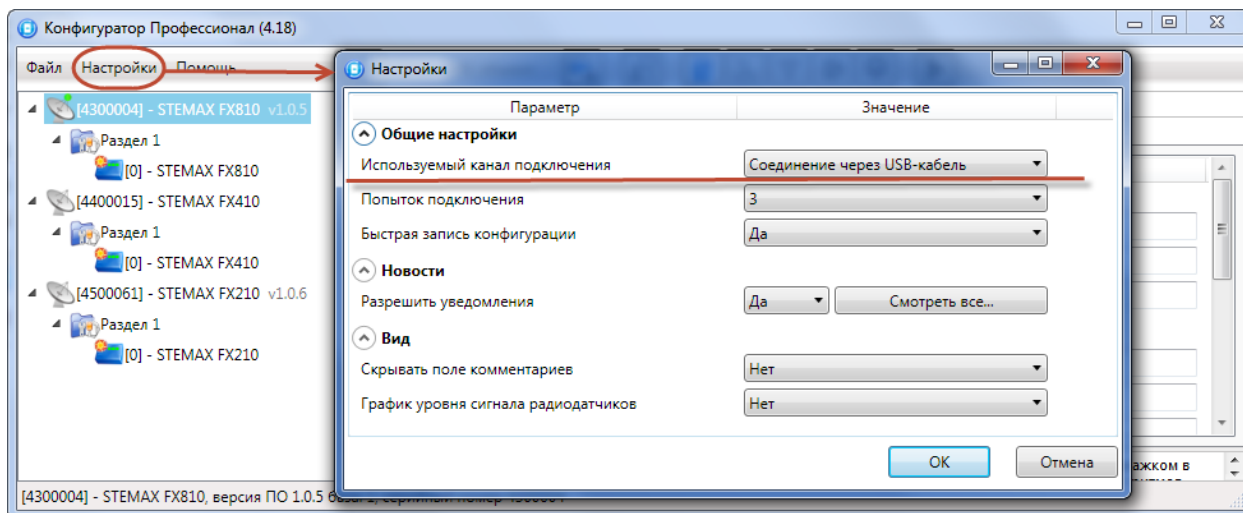 Конфигуратор Профессионал (4.18)
Файл Настройки Помощь
[4300004] - STEMAX FX810 v1.0.5
Раздел 1
[0] - STEMAX FX810
[4400015] - STEMAX FX410
Раздел 1
[0] - STEMAX FX410
[4500061] - STEMAX FX210 v1.0.6
Раздел 1
[0] - STEMAX FX210
Настройки
Параметр Значение
Общие настройки
Используемый канал подключения Соединение через USB-кабель
Попыток подключения 3
Быстрая запись конфигурации Да
Новости
Разрешить уведомления Да Смотреть все...
Вид
Скрывать поле комментариев Нет
График уровня сигнала радиодатчиков Нет
OK Отмена
ажком в
[4300004] - STEMAX FX810, версия ПО 1.0.5